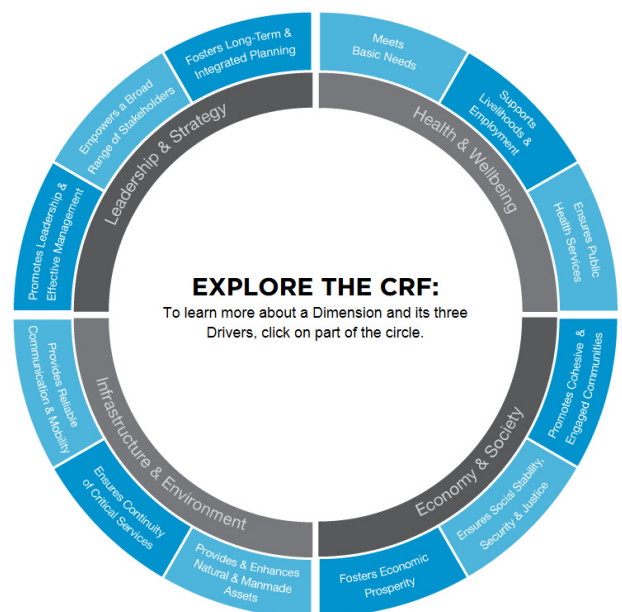 Fosters Long-Term &
Integrated Planning
Meets
Basic Needs
Empowers a Broad
Range of Stakeholders
Supports
Livelihoods &
Employment
Leadership & Strategy
Health & Wellbeing
Promotes Leadership &
Effective Management
Ensures Public
Health Services
EXPLORE THE CRF:
To learn more about a Dimension and its three
Drivers, click on part of the circle.
Provides Reliable
Communication & Mobility
Promotes Cohesive &
Engaged Communities
Infrastructure & Environment
Economy & Society
Ensures Continuity
of Critical Services
Ensures Social Stability,
Security & Justice
Provides & Enhances
Natural & Manmade
Assets
Fosters Economic
Prosperity